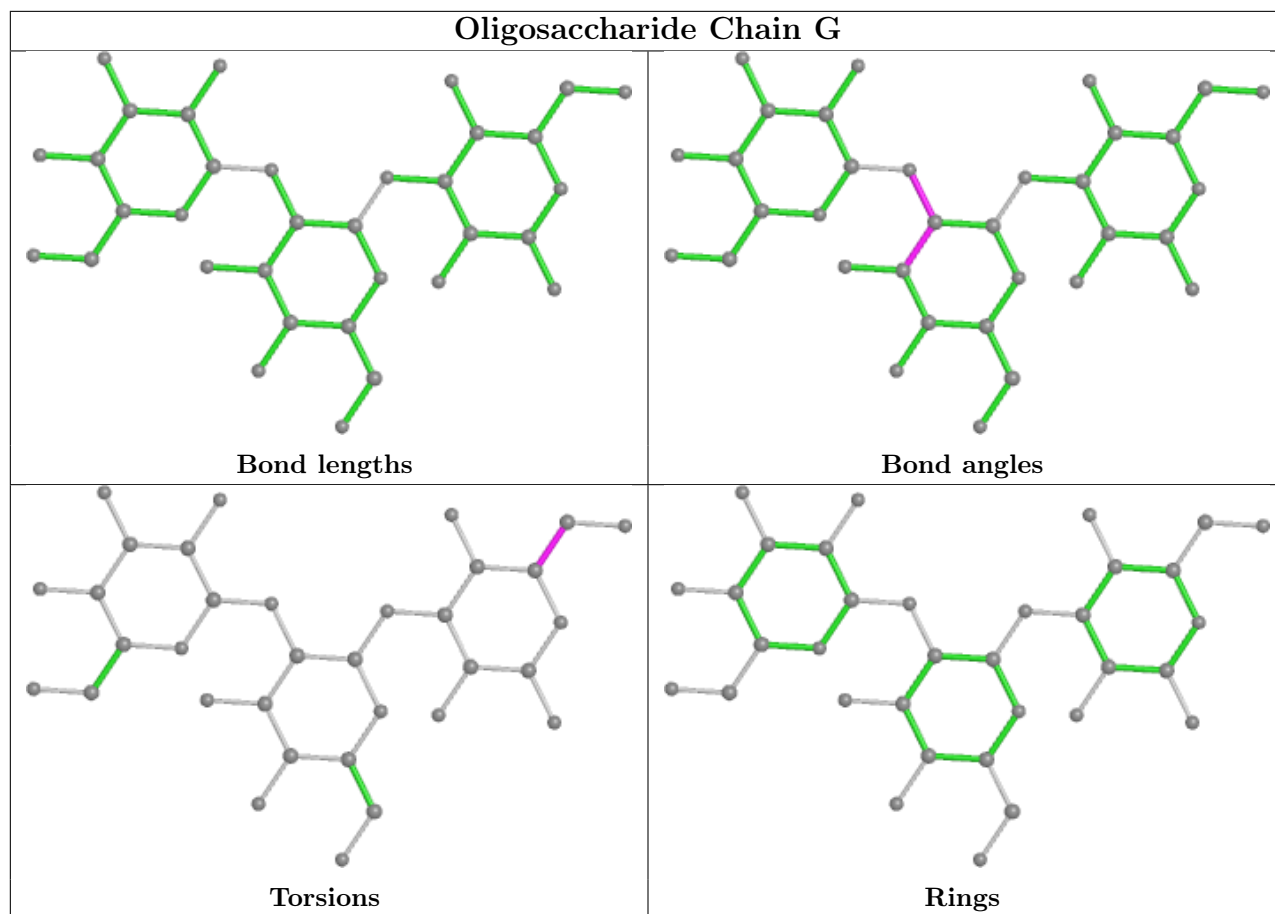 Oligosaccharide Chain G
Bond lengths
Bond angles
Torsions
Rings